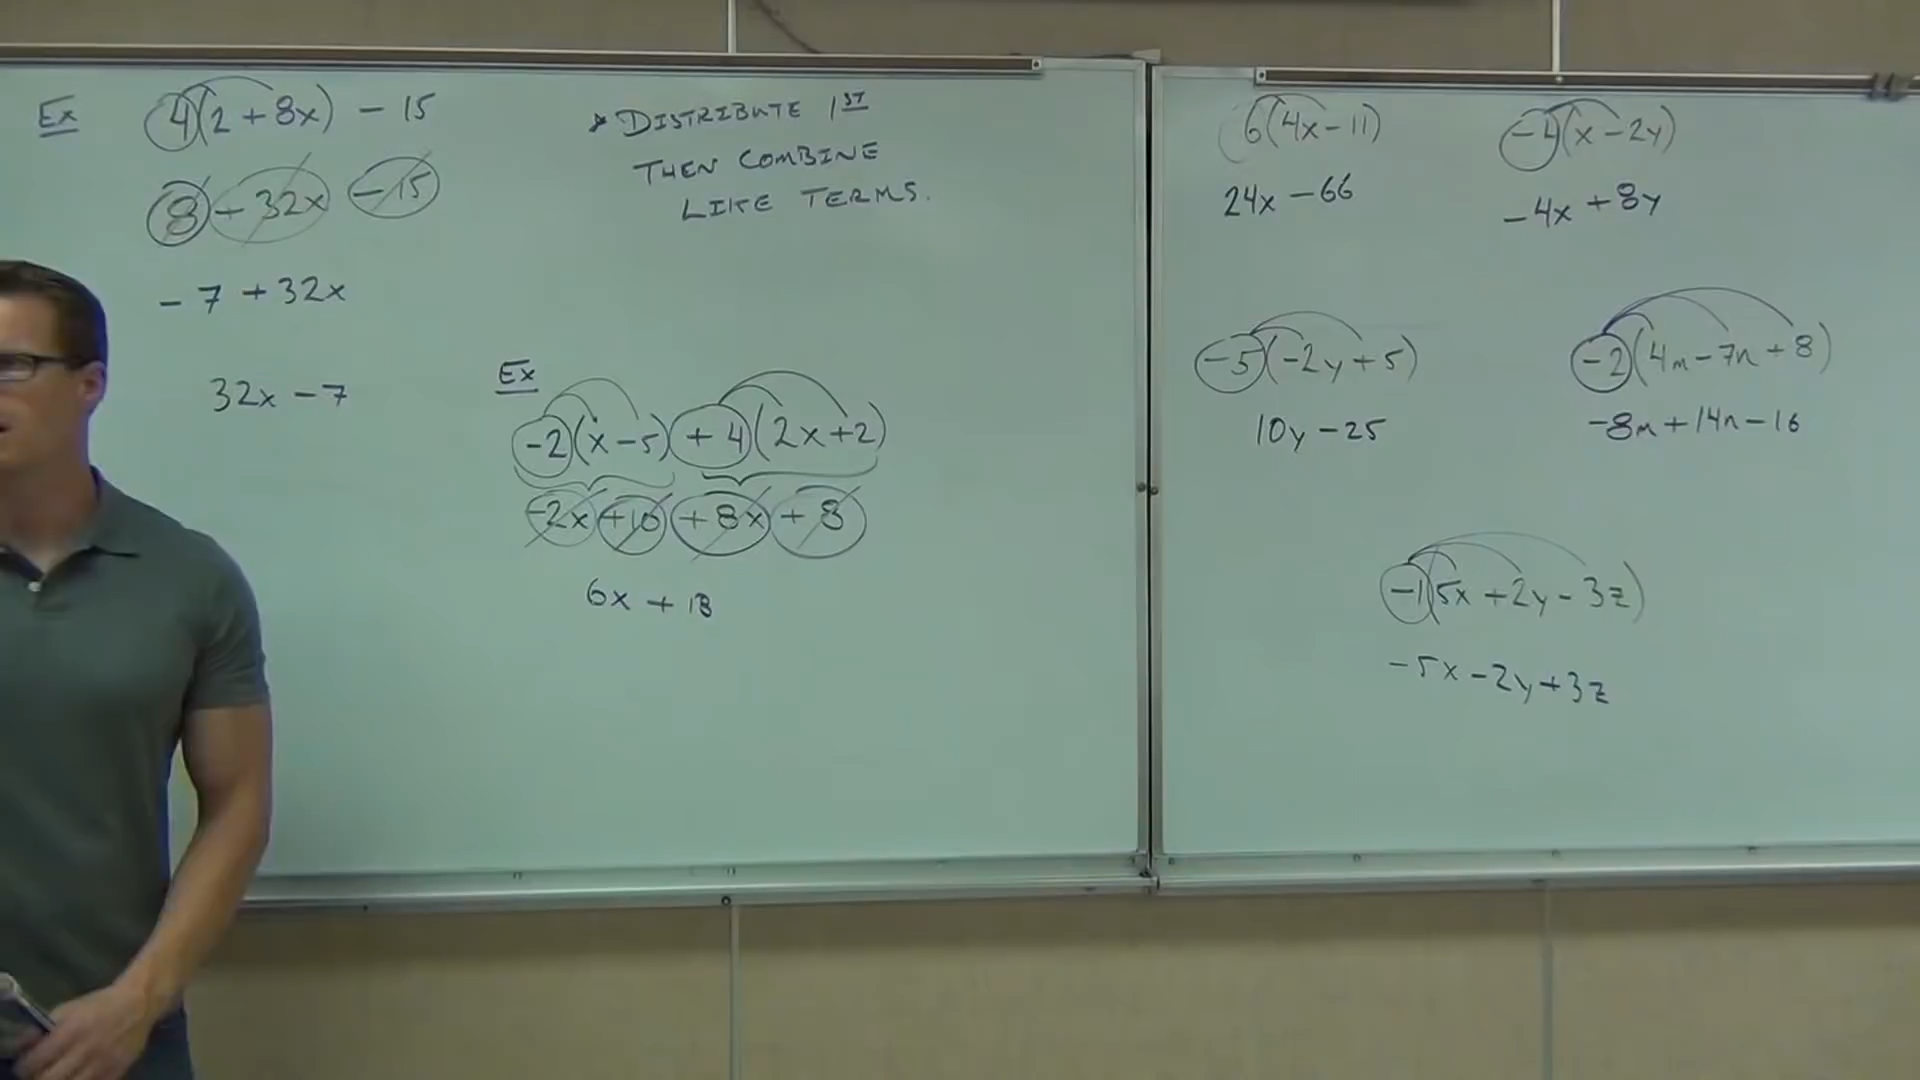 Ex 4(2 + 8x) - 15
8 + 32x - 15
- 7 + 32x
32x - 7
* DISTRIBUTE 1ST
THEN COMBINE
LIKE TERMS.
Ex
-2(x - 5) + 4(2x + 2)
-2x + 10 + 8x + 8
6x + 18
6(4x - 11)
24x - 66
-4(x - 2y)
-4x + 8y
-5(-2y + 5)
10y - 25
-2(4m - 7n + 8)
-8m + 14n - 16
-1(5x + 2y - 3z)
-5x - 2y + 3z